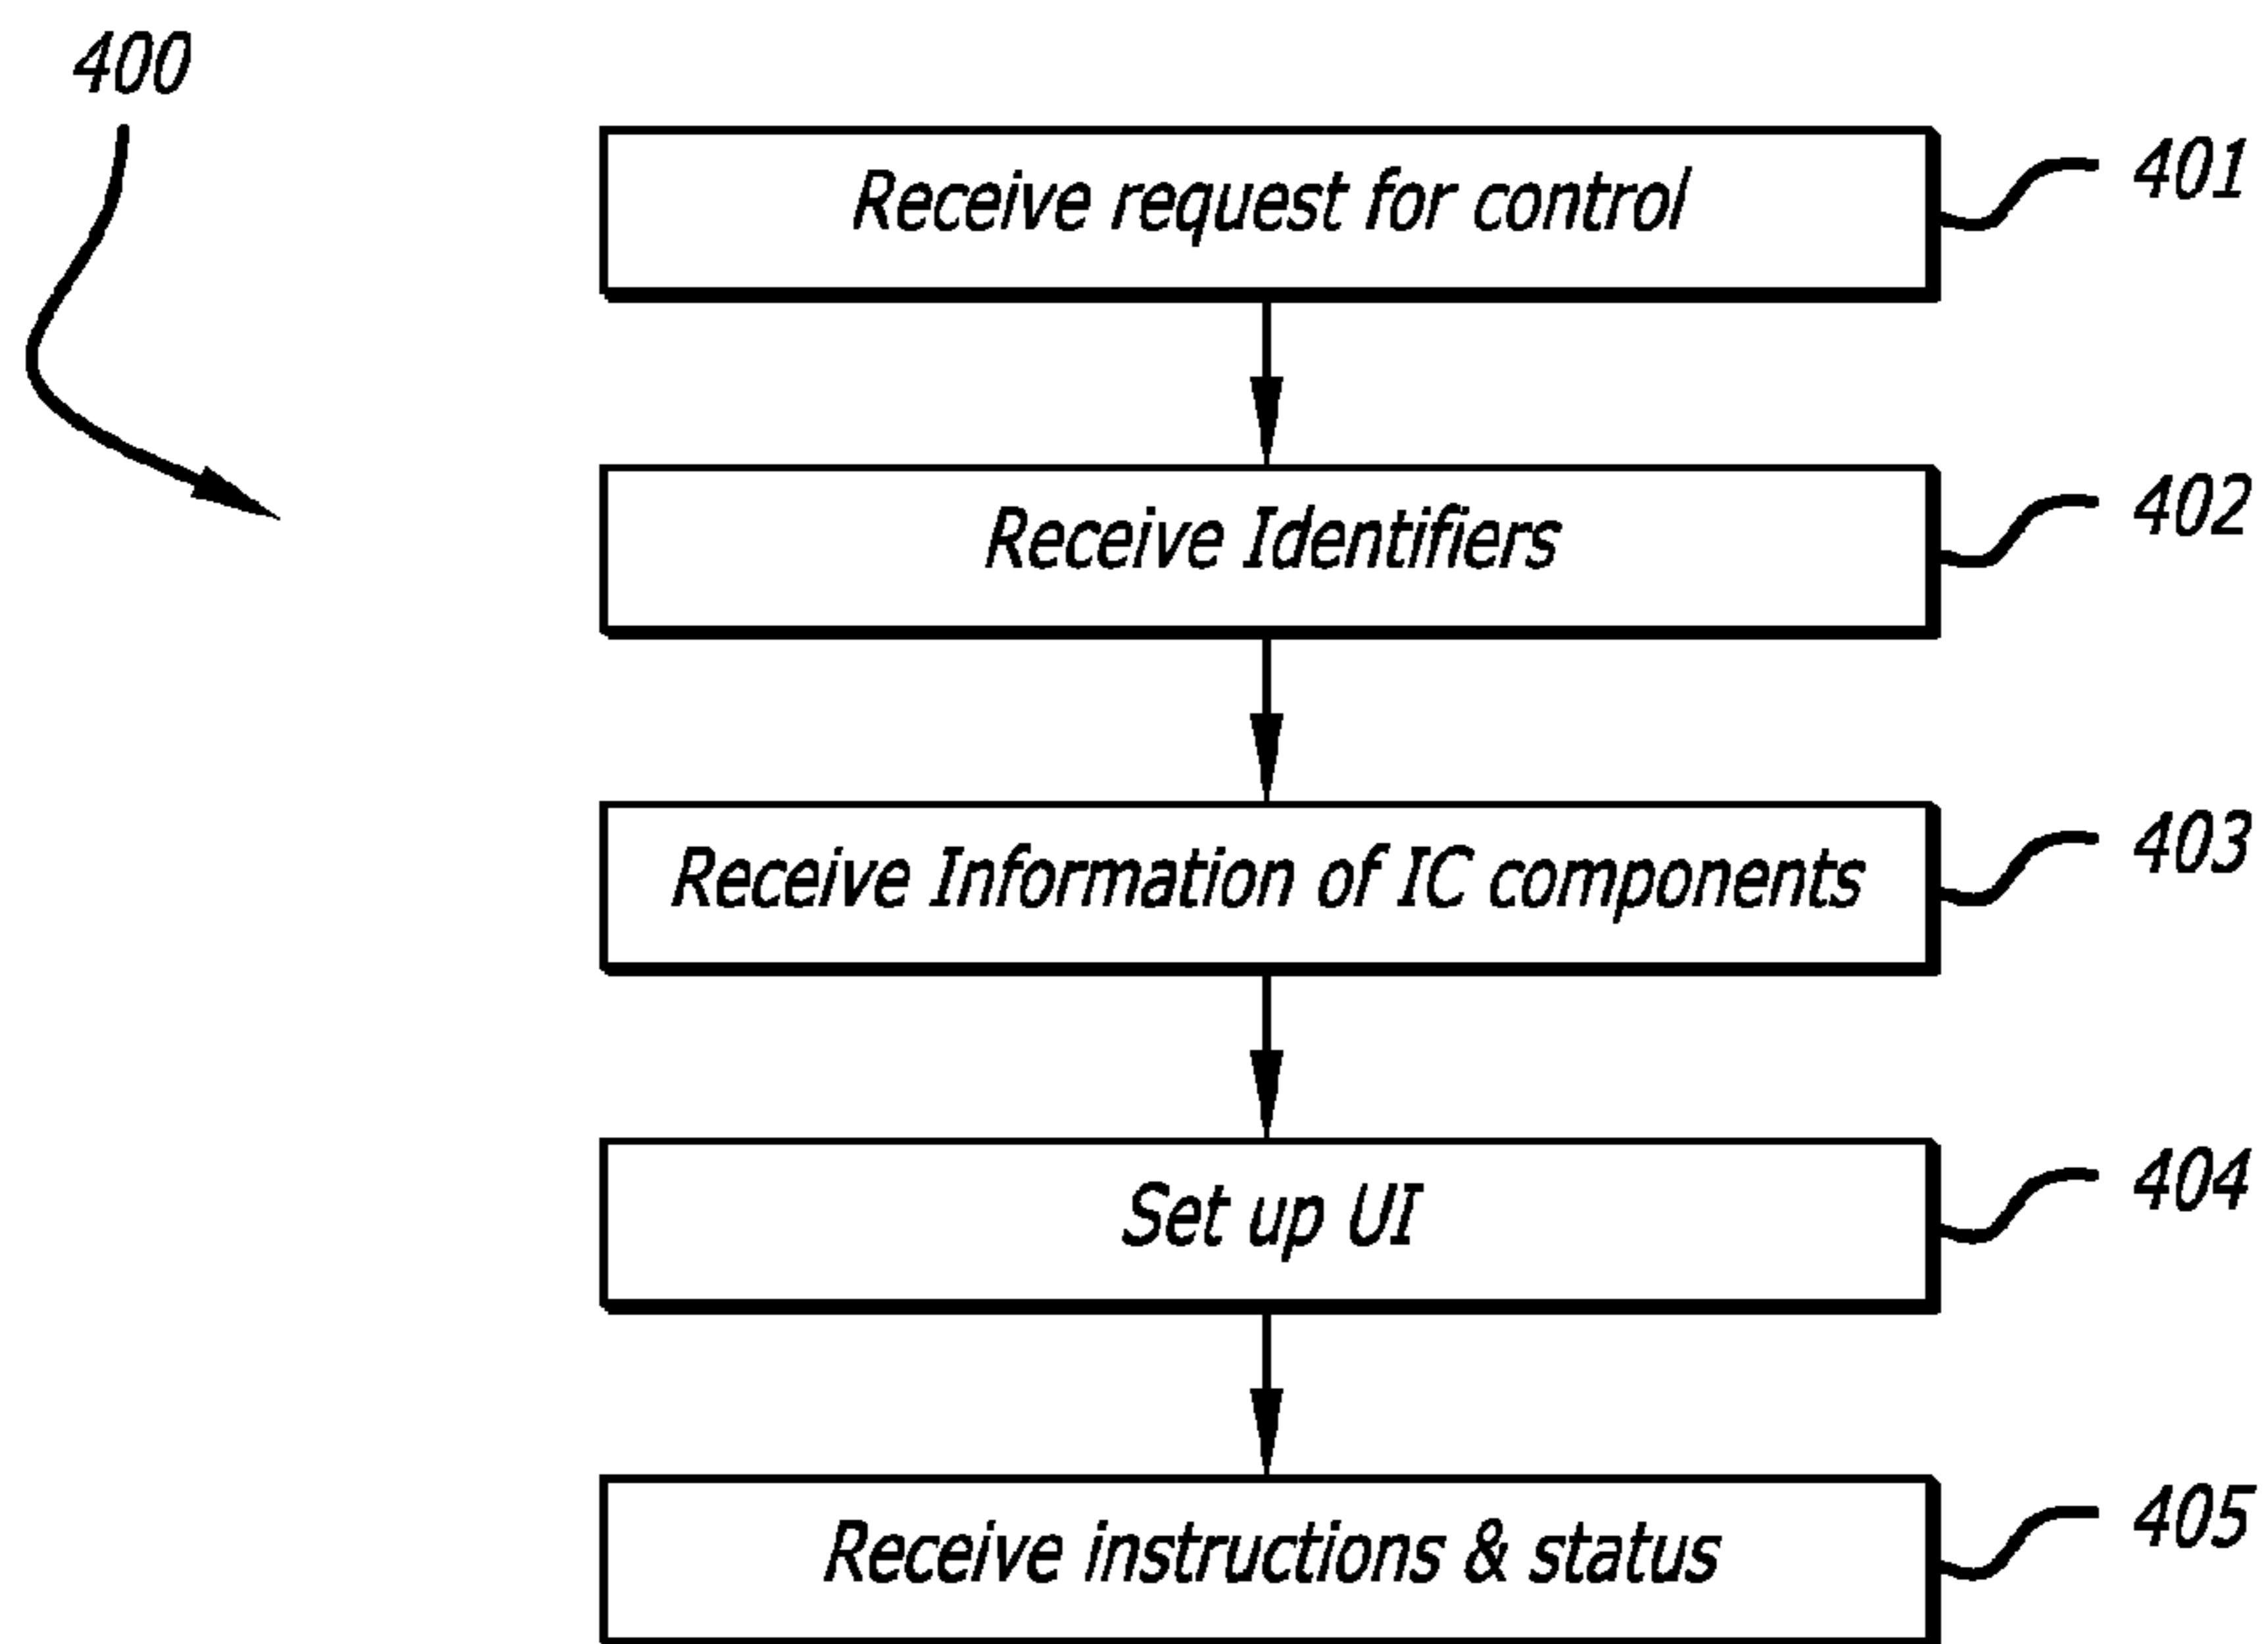 400
Receive request for control
401
Receive Identifiers
402
Receive Information of IC components
403
Set up UI
404
Receive instructions & status
405